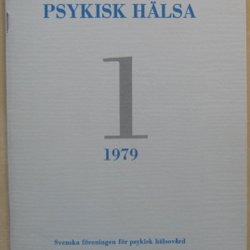 PSYKISK HÄLSA
1
1979
Svenska föreningen för psykisk hälsovård